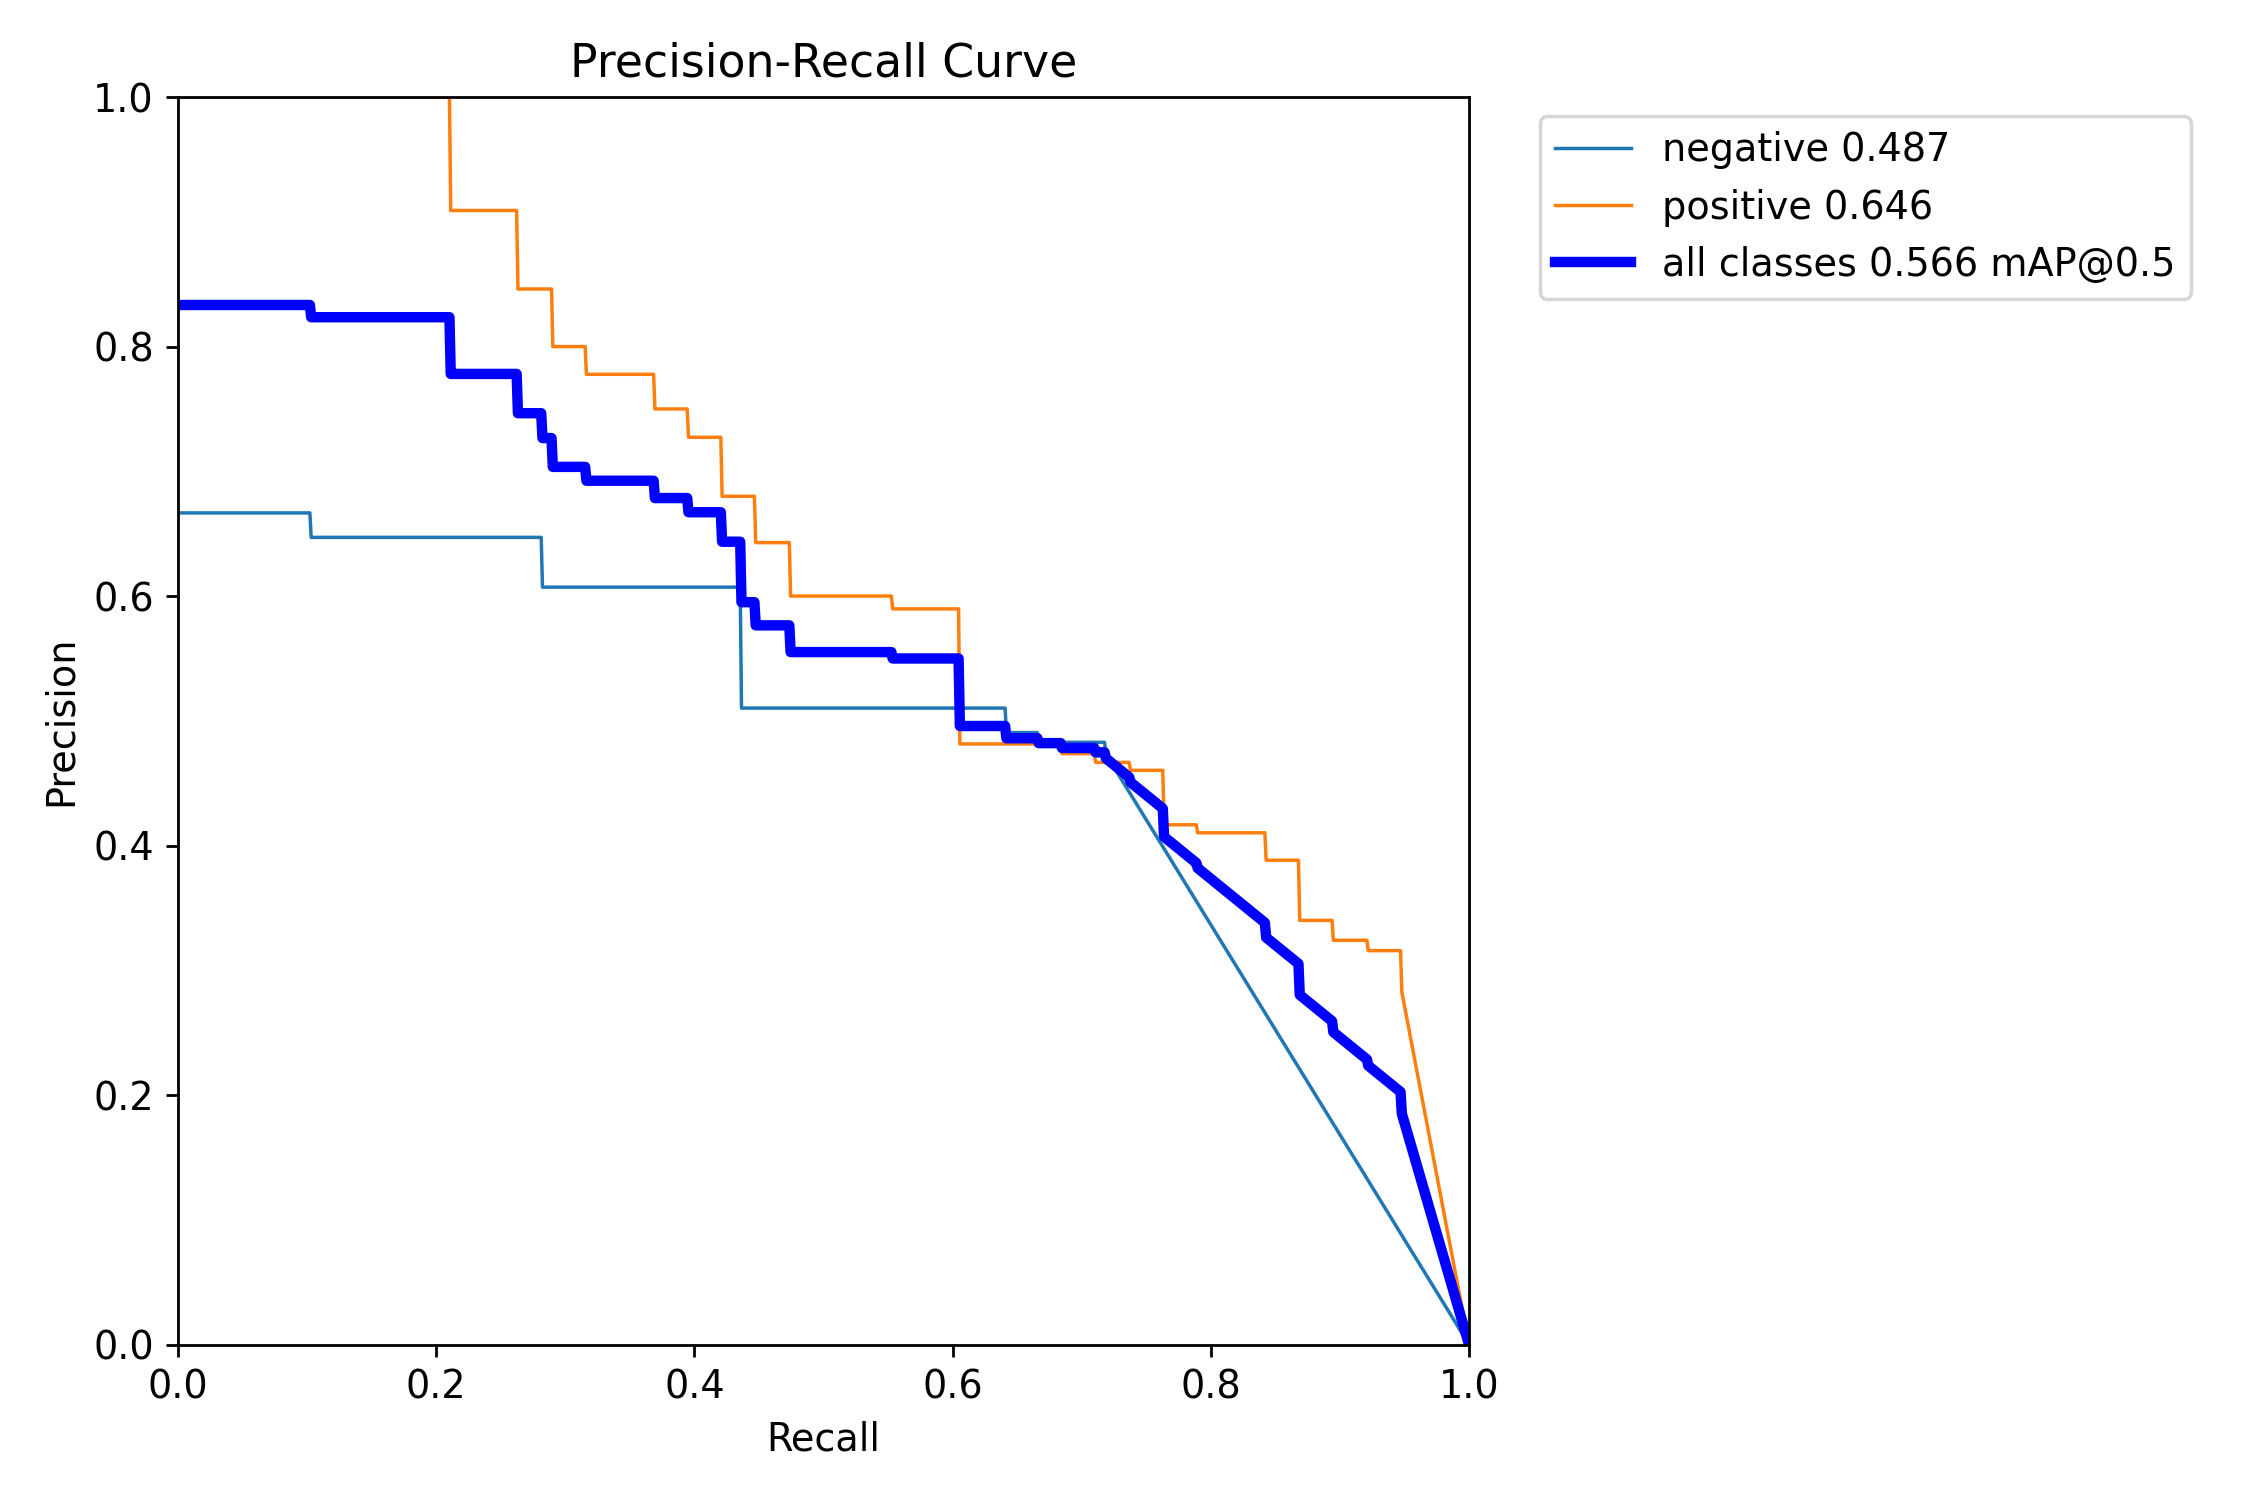 Precision-Recall Curve
1.0
0.8
0.6
0.4
0.2
0.0
Precision
0.0 0.2 0.4 0.6 0.8 1.0
Recall
negative 0.487
positive 0.646
all classes 0.566 mAP@0.5